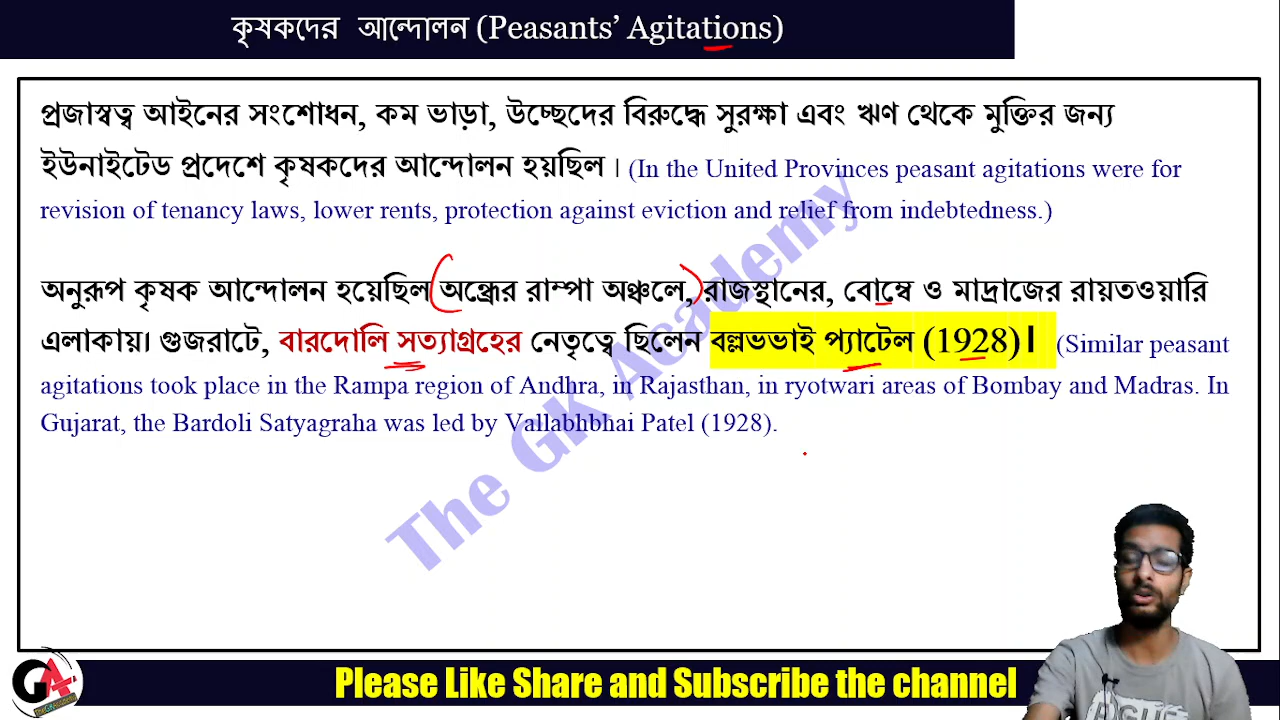 কৃষকদের আন্দোলন (Peasants’ Agitations)
প্রজাস্বত্ব আইনের সংশোধন, কম ভাড়া, উচ্ছেদের বিরুদ্ধে সুরক্ষা এবং ঋণ থেকে মুক্তির জন্য
ইউনাইটেড প্রদেশে কৃষকদের আন্দোলন হয়ছিল। (In the United Provinces peasant agitations were for
revision of tenancy laws, lower rents, protection against eviction and relief from indebtedness.)
অনুরূপ কৃষক আন্দোলন হয়েছিল অন্ধ্রের রাম্পা অঞ্চলে, রাজস্থানের, বোম্বে ও মাদ্রাজের রায়তওয়ারি
এলাকায়। গুজরাটে, বারদোলি সত্যাগ্রহের নেতৃত্বে ছিলেন বল্লভভাই প্যাটেল (1928)। (Similar peasant
agitations took place in the Rampa region of Andhra, in Rajasthan, in ryotwari areas of Bombay and Madras. In
Gujarat, the Bardoli Satyagraha was led by Vallabhbhai Patel (1928).
The GK Academy
GA
Please Like Share and Subscribe the channel